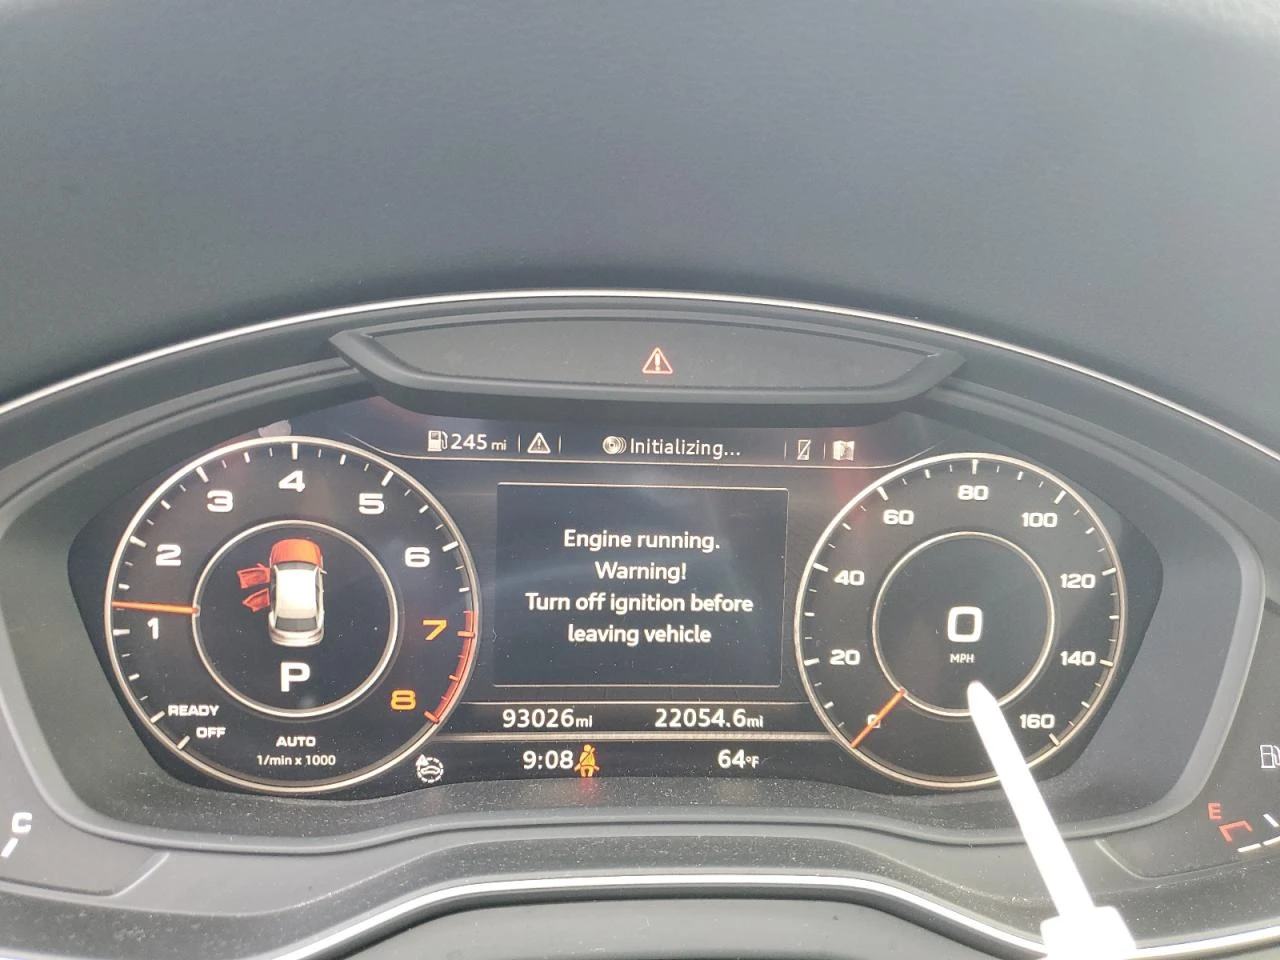 245 mi
Initializing...
1
2
3
4
5
6
7
8
READY
OFF
P
AUTO
1/min x 1000
Engine running.
Warning!
Turn off ignition before
leaving vehicle
93026mi
22054.6mi
9:08
64°F
0
20
40
60
80
100
120
140
160
0
MPH
C
E